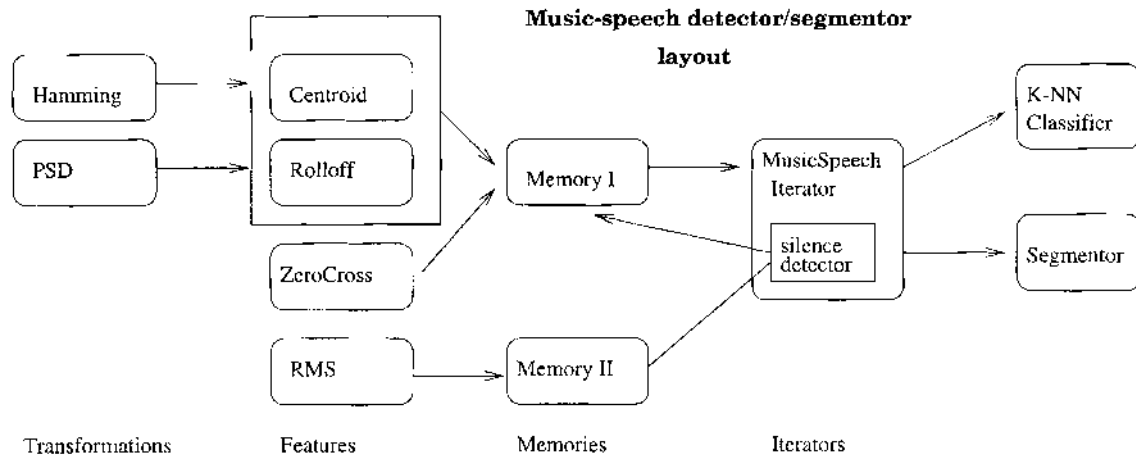 Music-speech detector/segmentor
layout
Hamming
PSD
Centroid
Rolloff
ZeroCross
RMS
Memory I
Memory II
MusicSpeech
Iterator
silence
detector
K-NN
Classifier
Segmentor
Transformations
Features
Memories
Iterators